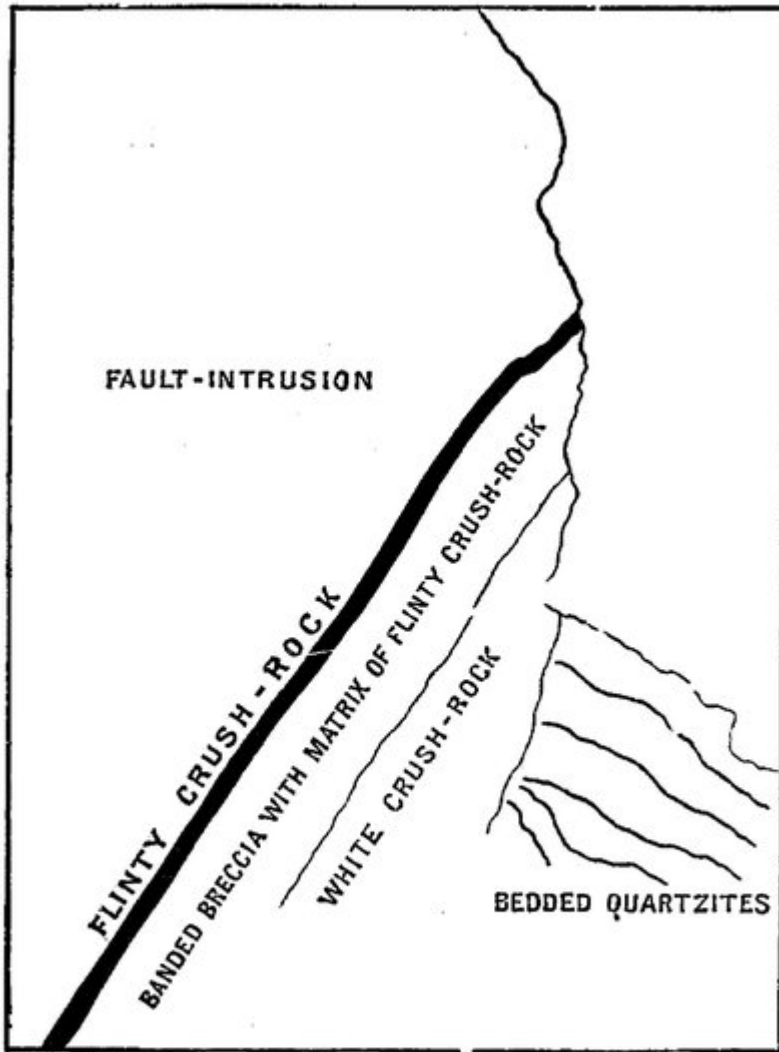 FAULT-INTRUSION
FLINTY CRUSH-ROCK
BANDED BRECCIA WITH MATRIX OF FLINTY CRUSH-ROCK
WHITE CRUSH-ROCK
BEDDED QUARTZITES